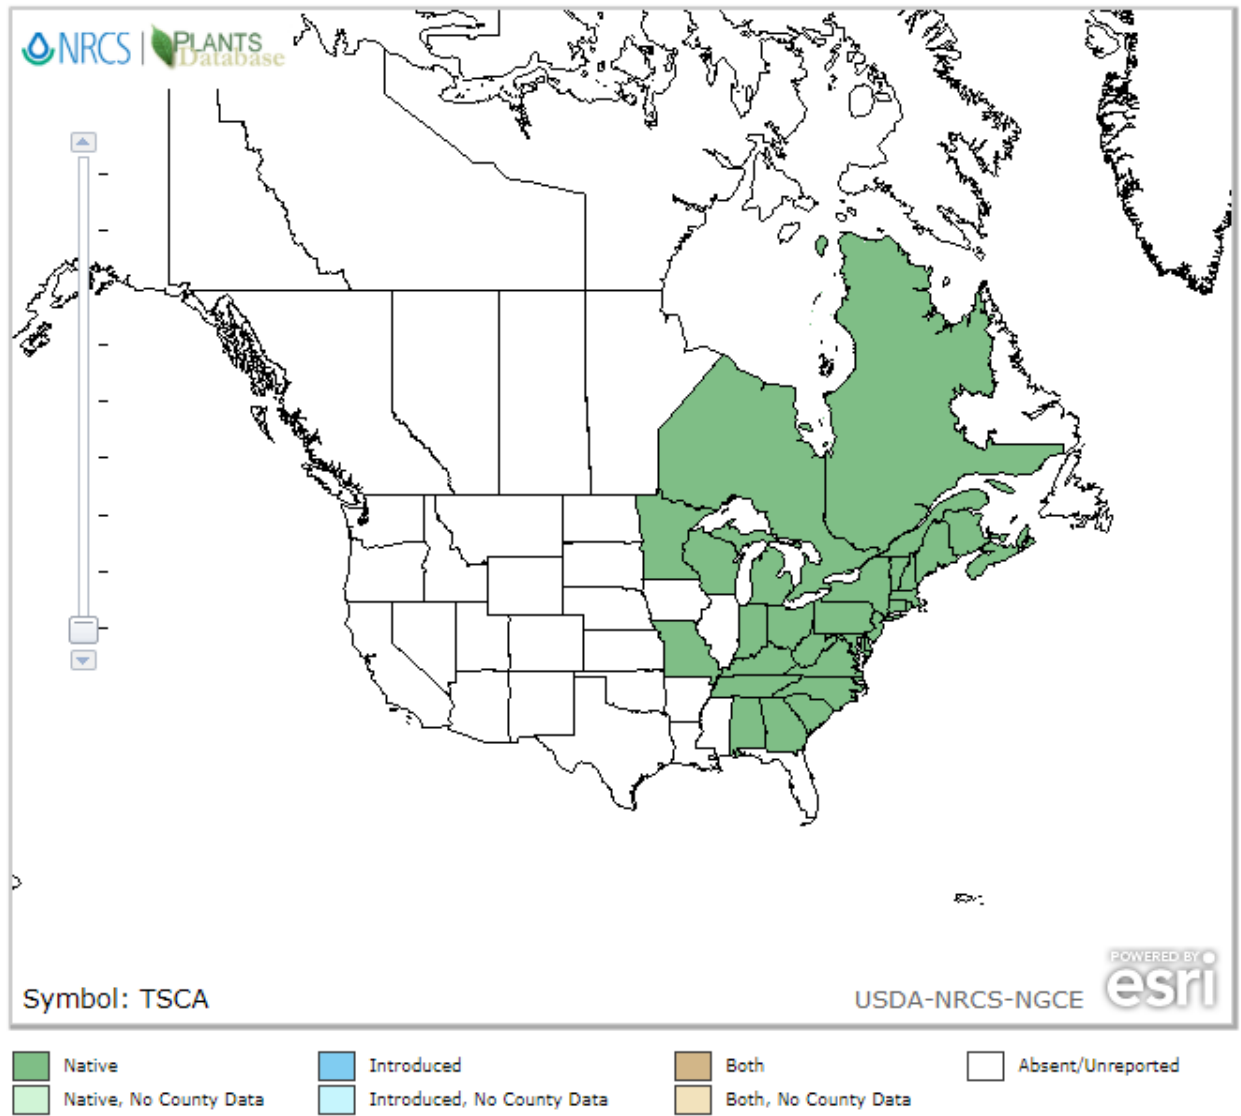 NRCS | PLANTS
Database
Symbol: TSCA
USDA-NRCS-NGCE
POWERED BY
esri
Native
Introduced
Both
Absent/Unreported
Native, No County Data
Introduced, No County Data
Both, No County Data